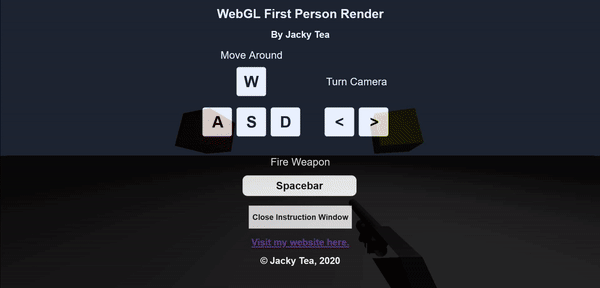 WebGL First Person Render
By Jacky Tea
Move Around
W
Turn Camera
A S D < >
Fire Weapon
Spacebar
Close Instruction Window
Visit my website here.
© Jacky Tea, 2020